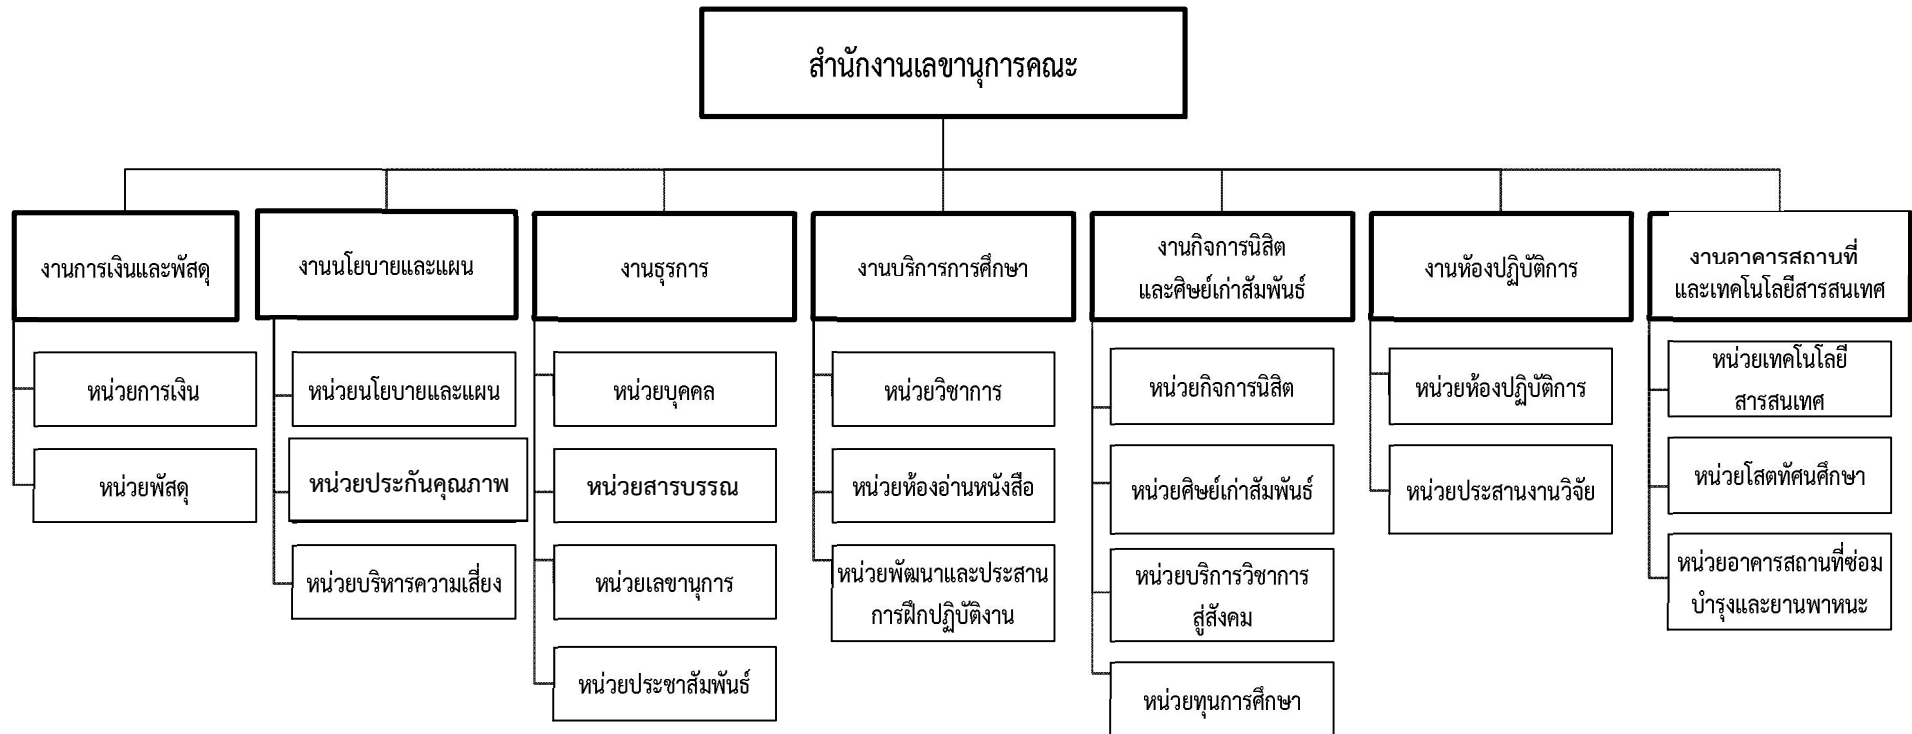 สำนักงานเลขานุการคณะ
งานการเงินและพัสดุ
หน่วยการเงิน
หน่วยพัสดุ
งานนโยบายและแผน
หน่วยนโยบายและแผน
หน่วยประกันคุณภาพ
หน่วยบริหารความเสี่ยง
งานธุรการ
หน่วยบุคคล
หน่วยสารบรรณ
หน่วยเลขานุการ
หน่วยประชาสัมพันธ์
งานบริการการศึกษา
หน่วยวิชาการ
หน่วยห้องอ่านหนังสือ
หน่วยพัฒนาและประสาน
การฝึกปฏิบัติงาน
งานกิจการนิสิต
และศิษย์เก่าสัมพันธ์
หน่วยกิจการนิสิต
หน่วยศิษย์เก่าสัมพันธ์
หน่วยบริการวิชาการ
สู่สังคม
หน่วยทุนการศึกษา
งานห้องปฏิบัติการ
หน่วยห้องปฏิบัติการ
หน่วยประสานงานวิจัย
งานอาคารสถานที่
และเทคโนโลยีสารสนเทศ
หน่วยเทคโนโลยี
สารสนเทศ
หน่วยโสตทัศนศึกษา
หน่วยอาคารสถานที่ซ่อม
บำรุงและยานพาหนะ